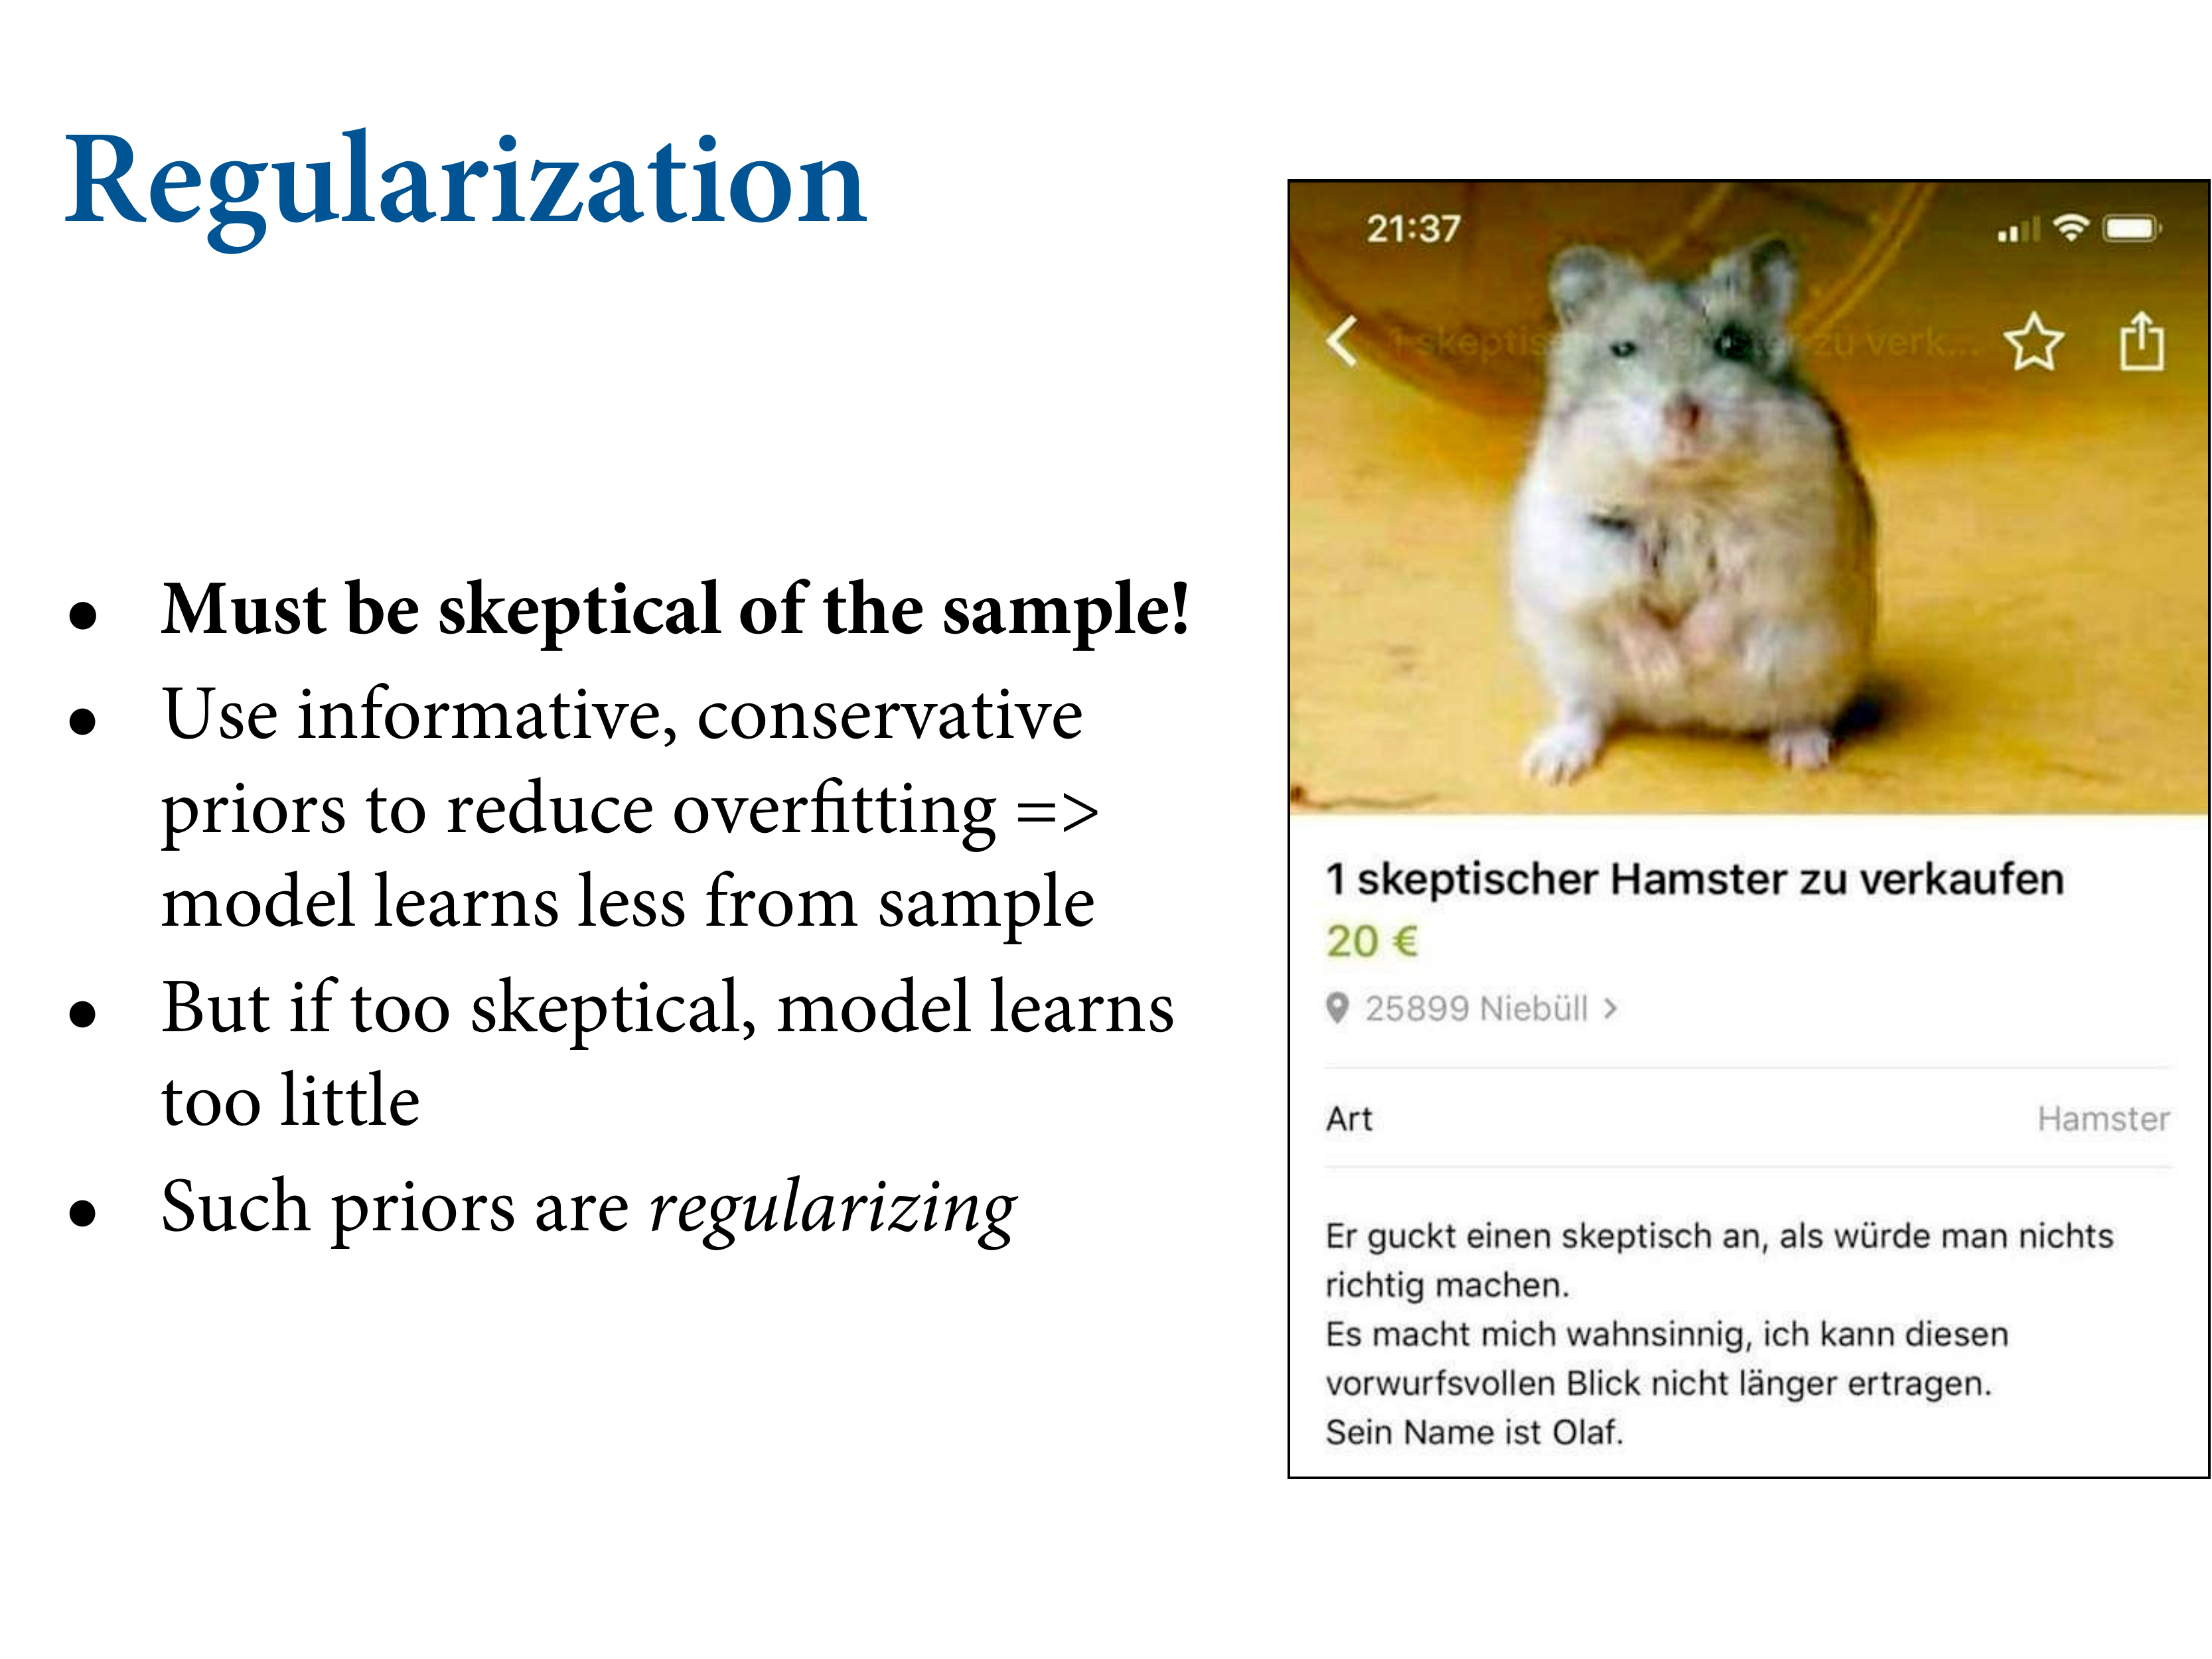 Regularization
• Must be skeptical of the sample!
• Use informative, conservative
priors to reduce overfitting =>
model learns less from sample
• But if too skeptical, model learns
too little
• Such priors are regularizing
21:37
1 skeptischer Hamster zu verk...
1 skeptischer Hamster zu verkaufen
20 €
25899 Niebüll >
Art Hamster
Er guckt einen skeptisch an, als würde man nichts
richtig machen.
Es macht mich wahnsinnig, ich kann diesen
vorwurfsvollen Blick nicht länger ertragen.
Sein Name ist Olaf.